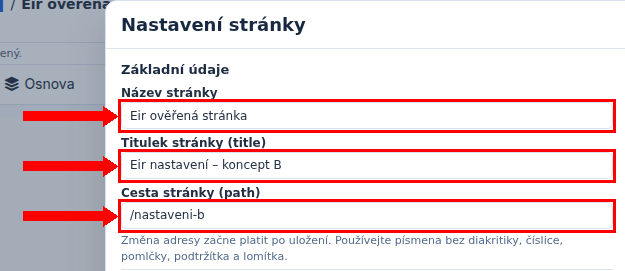 / Eir ověřená
Nastavení stránky
ený.
Základní údaje
Osnova
Název stránky
Eir ověřená stránka
Titulek stránky (title)
Eir nastavení – koncept B
Cesta stránky (path)
/nastaveni-b
Změna adresy začne platit po uložení. Používejte písmena bez diakritiky, číslice,
pomlčky, podtržítka a lomítka.